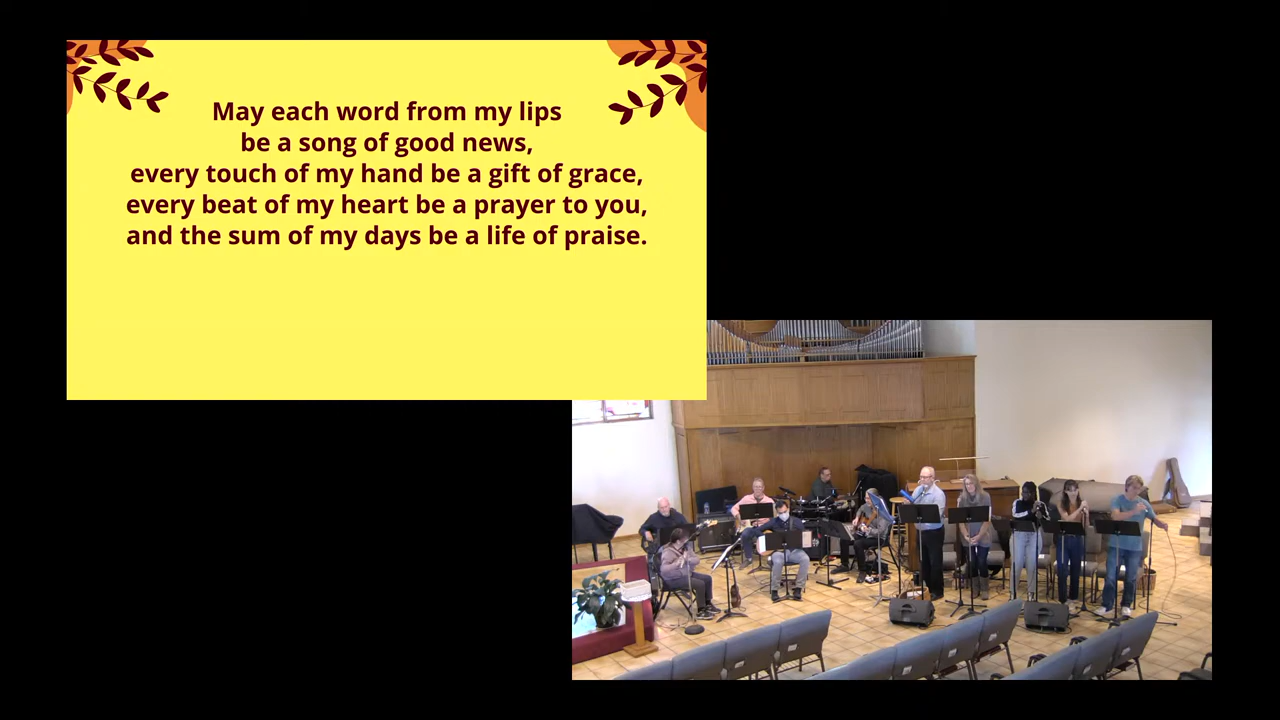 May each word from my lips
be a song of good news,
every touch of my hand be a gift of grace,
every beat of my heart be a prayer to you,
and the sum of my days be a life of praise.